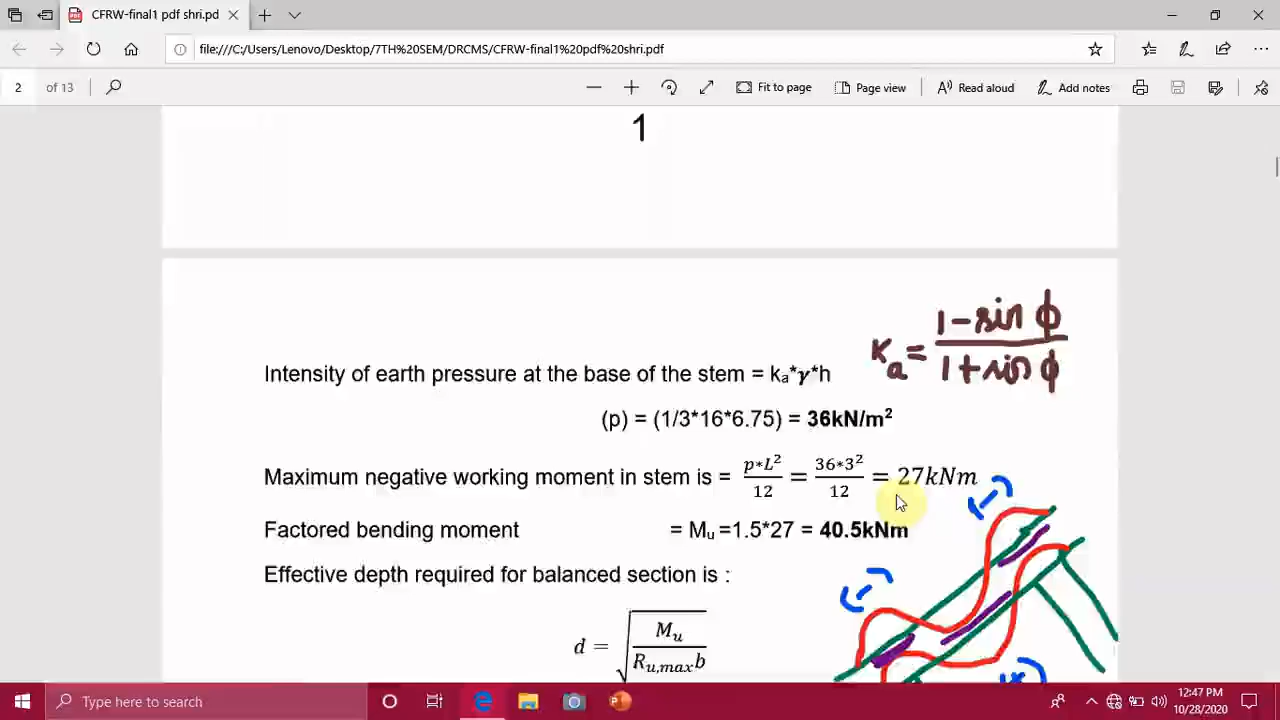 CFRW-final1 pdf shri.pd
file:///C:/Users/Lenovo/Desktop/7TH%20SEM/DRCMS/CFRW-final1%20pdf%20shri.pdf
2 of 13
Fit to page
Page view
Read aloud
Add notes
1
Kₐ = (1-sin ϕ)/(1+sin ϕ)
Intensity of earth pressure at the base of the stem = kₐ*γ*h
(p) = (1/3*16*6.75) = 36kN/m²
Maximum negative working moment in stem is = p*L²/12 = 36*3²/12 = 27kNm
Factored bending moment = Mᵤ =1.5*27 = 40.5kNm
Effective depth required for balanced section is :
d = √(Mᵤ/Rᵤ,ₘₐₓb)
Type here to search
12:47 PM
10/28/2020